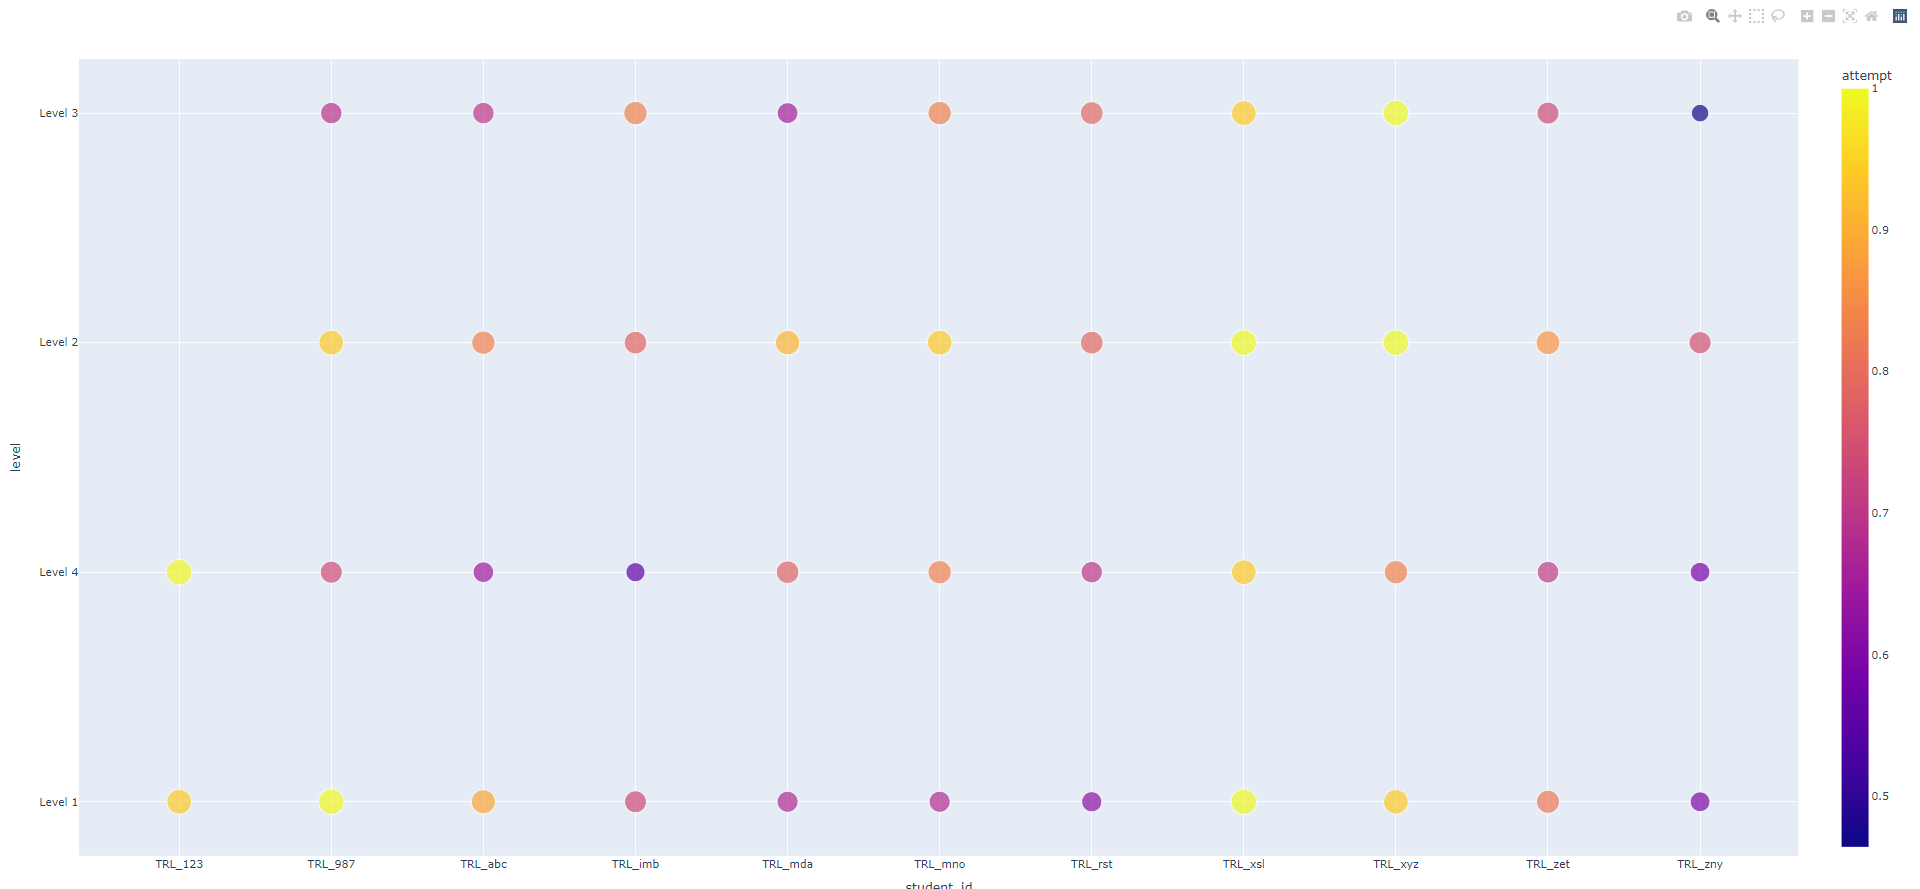 attempt
1
0.9
0.8
0.7
0.6
0.5
level
Level 3
Level 2
Level 4
Level 1
TRL_123 TRL_987 TRL_abc TRL_imb TRL_mda TRL_mno TRL_rst TRL_xsl TRL_xyz TRL_zet TRL_zny
student_id